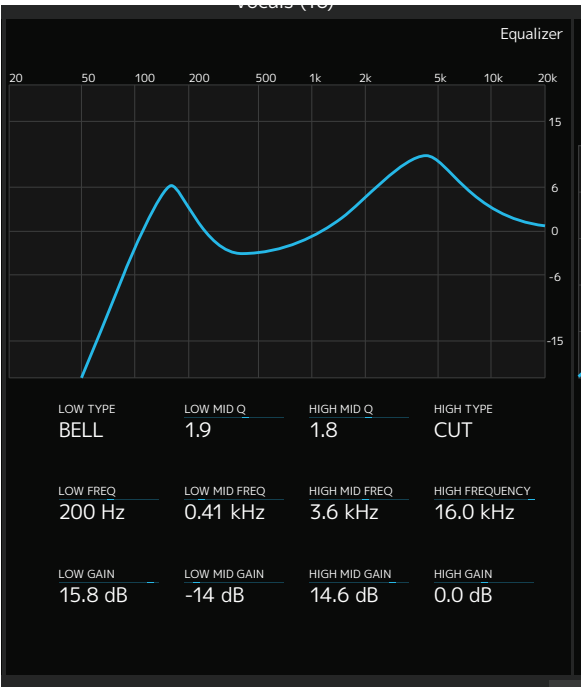 Vocals (10)
Equalizer
20 50 100 200 500 1k 2k 5k 10k 20k
15
6
0
-6
-15
LOW TYPE LOW MID Q HIGH MID Q HIGH TYPE
BELL 1.9 1.8 CUT
LOW FREQ LOW MID FREQ HIGH MID FREQ HIGH FREQUENCY
200 Hz 0.41 kHz 3.6 kHz 16.0 kHz
LOW GAIN LOW MID GAIN HIGH MID GAIN HIGH GAIN
15.8 dB -14 dB 14.6 dB 0.0 dB